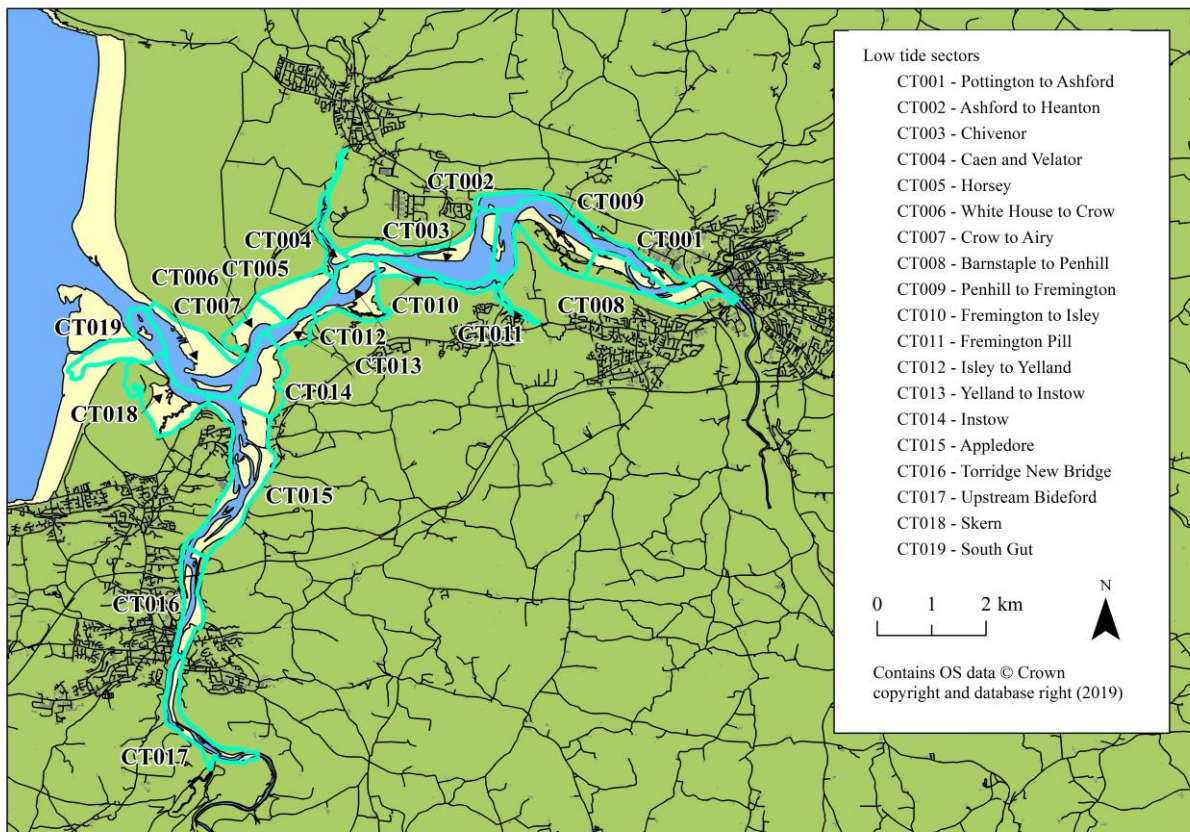 Low tide sectors
CT001 - Pottington to Ashford
CT002 - Ashford to Heanton
CT003 - Chivenor
CT004 - Caen and Velator
CT005 - Horsey
CT006 - White House to Crow
CT007 - Crow to Airy
CT008 - Barnstaple to Penhill
CT009 - Penhill to Fremington
CT010 - Fremington to Isley
CT011 - Fremington Pill
CT012 - Isley to Yelland
CT013 - Yelland to Instow
CT014 - Instow
CT015 - Appledore
CT016 - Torridge New Bridge
CT017 - Upstream Bideford
CT018 - Skern
CT019 - South Gut
N
0 1 2 km
Contains OS data © Crown
copyright and database right (2019)
CT002
CT009
CT003
CT001
CT004
CT005
CT006
CT007
CT010
CT008
CT019
CT012
CT011
CT013
CT014
CT018
CT015
CT016
CT017